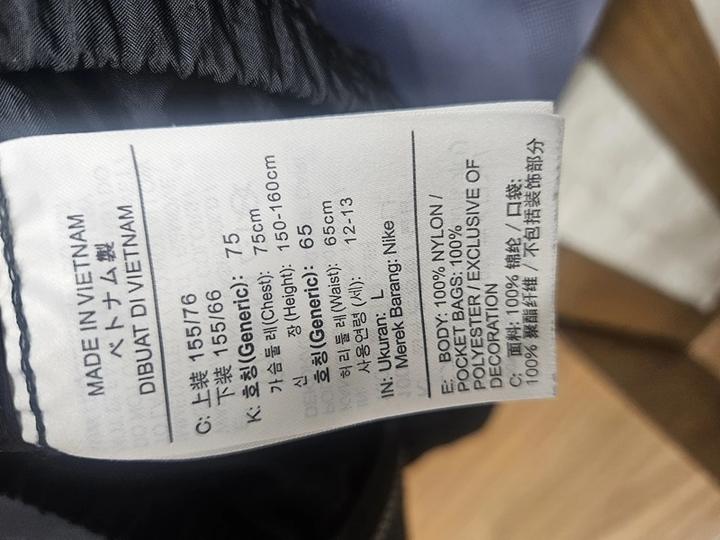 MADE IN VIETNAM
ベトナム製
DIBUAT DI VIETNAM
C: 上装 155/76
下装 155/66
K: 호칭(Generic): 75
가슴둘레(Chest): 75cm
신장(Height): 150-160cm
호칭(Generic): 65
허리둘레(Waist): 65cm
사용연령(세): 12-13
IN: Ukuran: L
Merek Barang: Nike
E: BODY: 100% NYLON /
POCKET BAGS: 100%
POLYESTER / EXCLUSIVE OF
DECORATION
C: 面料: 100% 锦纶 / 口袋:
100% 聚酯纤维 / 不包括装饰部分